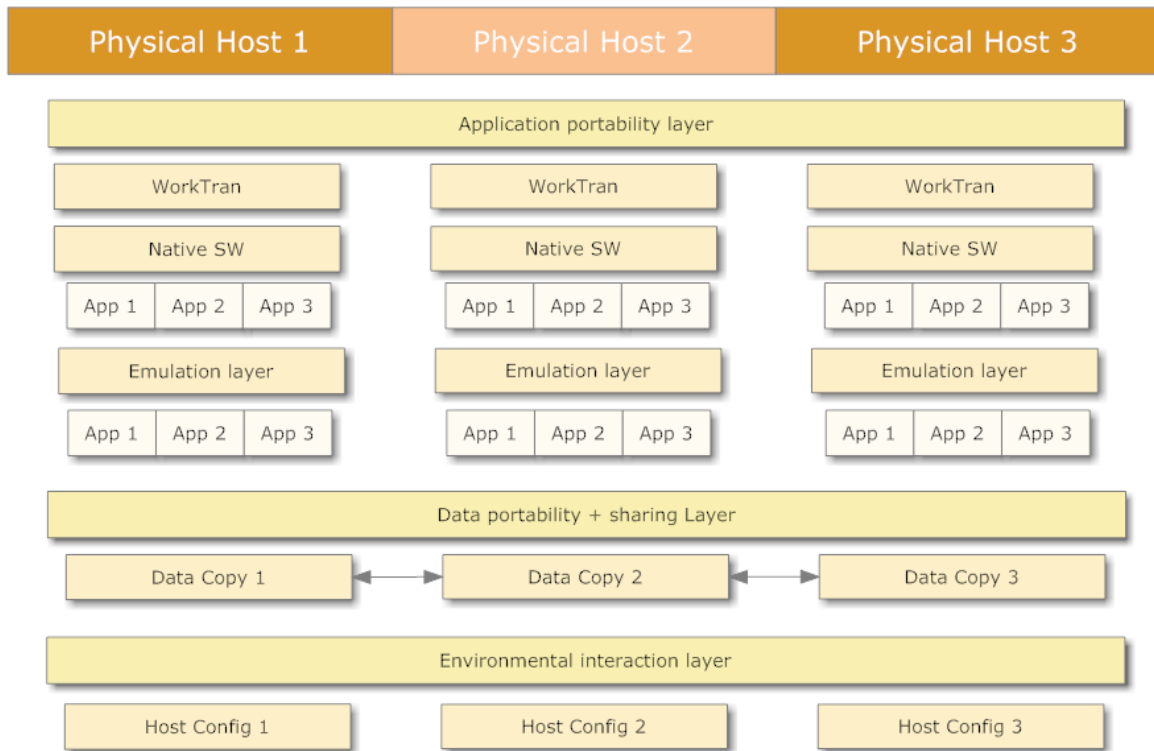 Physical Host 1 Physical Host 2 Physical Host 3
Application portability layer
WorkTran WorkTran WorkTran
Native SW Native SW Native SW
App 1 App 2 App 3 App 1 App 2 App 3 App 1 App 2 App 3
Emulation layer Emulation layer Emulation layer
App 1 App 2 App 3 App 1 App 2 App 3 App 1 App 2 App 3
Data portability + sharing Layer
Data Copy 1 Data Copy 2 Data Copy 3
Environmental interaction layer
Host Config 1 Host Config 2 Host Config 3